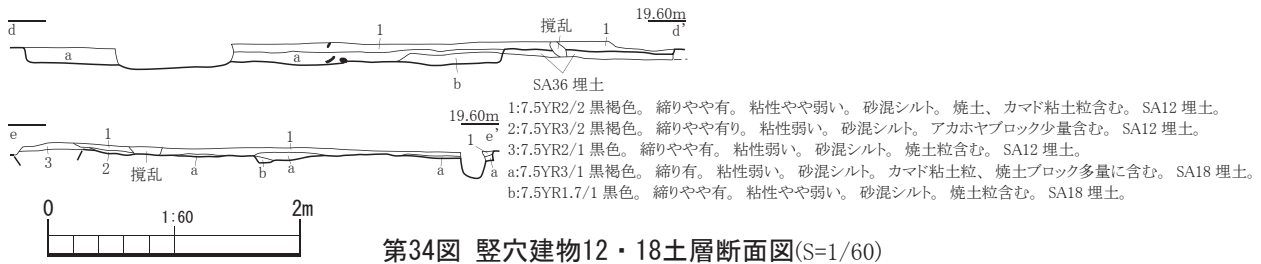 19.60m
d 1 撹乱 1 d'
a a
b SA36 埋土
19.60m
e 1 1 1 e'
3 2 撹乱 a b a a a
1:7.5YR2/2 黒褐色。 締りやや有。 粘性やや弱い。 砂混シルト。 焼土、 カマド粘土粒含む。 SA12 埋土。
2:7.5YR3/2 黒褐色。 締りやや有り。 粘性弱い。 砂混シルト。 アカホヤブロック少量含む。 SA12 埋土。
3:7.5YR2/1 黒色。 締りやや有。 粘性弱い。 砂混シルト。 焼土粒含む。 SA12 埋土。
a:7.5YR3/1 黒褐色。 締り有。 粘性弱い。 砂混シルト。 カマド粘土粒、 焼土ブロック多量に含む。 SA18 埋土。
b:7.5YR1.7/1 黒色。 締りやや有。 粘性やや弱い。 砂混シルト。 焼土粒含む。 SA18 埋土。
0 1:60 2m
第34図 竪穴建物12・18土層断面図(S=1/60)